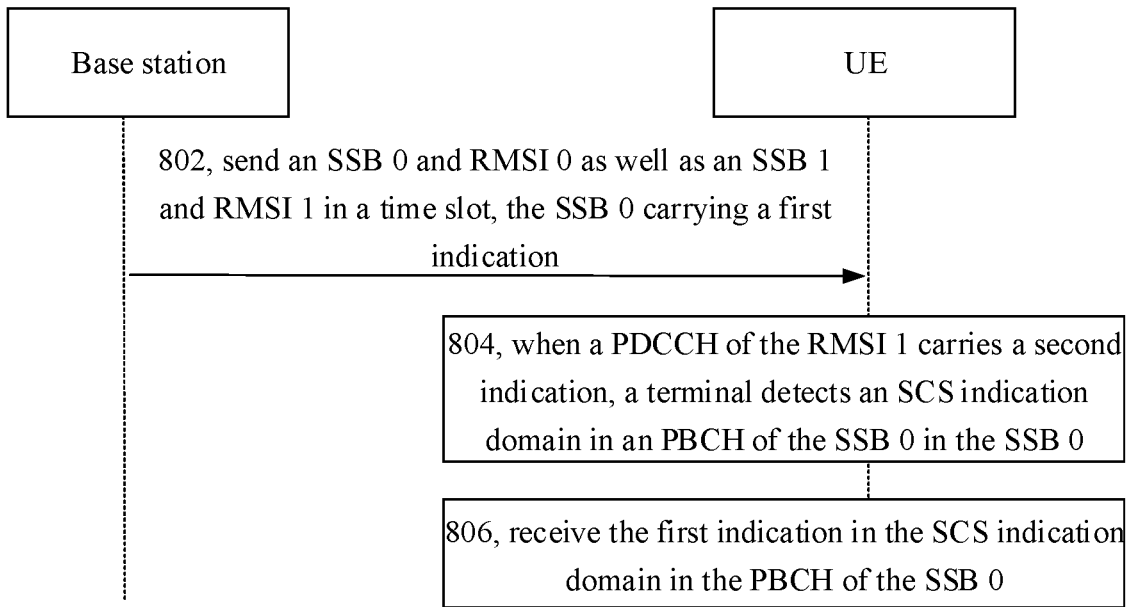 Base station
UE
802, send an SSB 0 and RMSI 0 as well as an SSB 1
and RMSI 1 in a time slot, the SSB 0 carrying a first
indication
804, when a PDCCH of the RMSI 1 carries a second
indication, a terminal detects an SCS indication
domain in an PBCH of the SSB 0 in the SSB 0
806, receive the first indication in the SCS indication
domain in the PBCH of the SSB 0